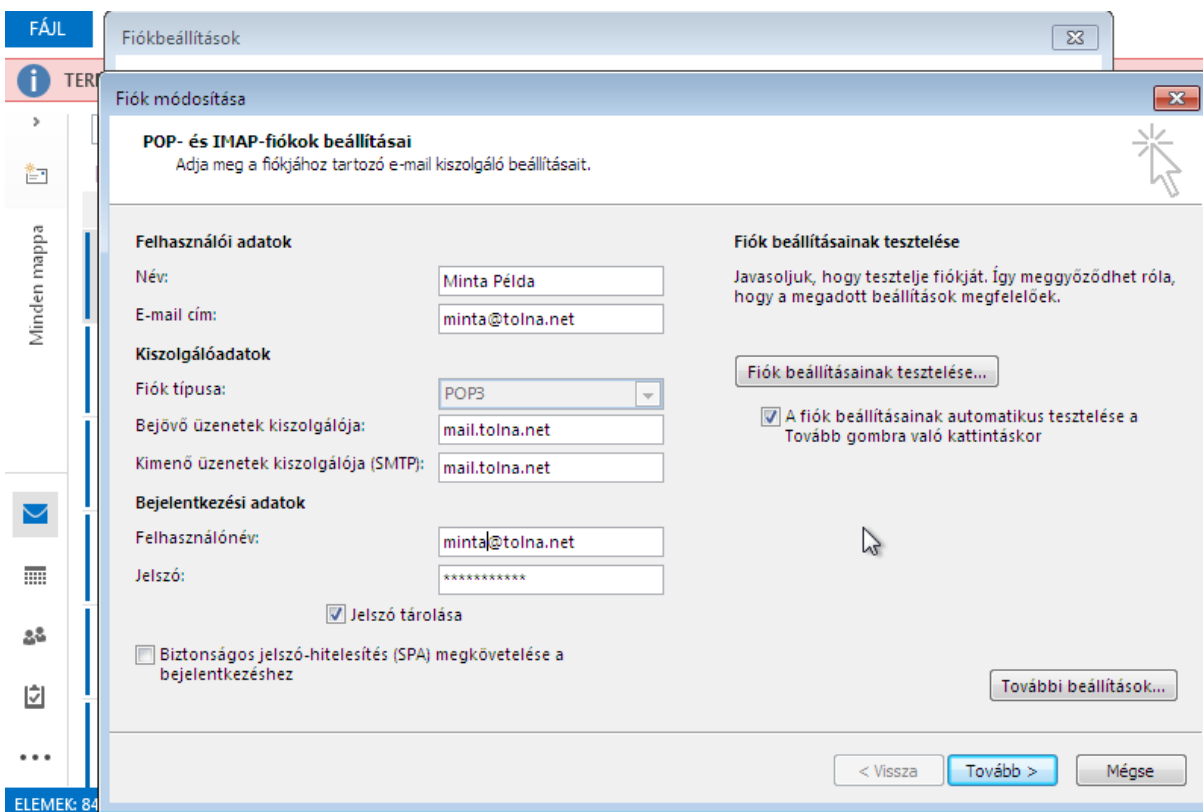 FÁJL
Fiókbeállítások
Fiók módosítása
POP- és IMAP-fiókok beállításai
Adja meg a fiókjához tartozó e-mail kiszolgáló beállításait.
Minden mappa
Felhasználói adatok
Név:
Minta Példa
E-mail cím:
minta@tolna.net
Kiszolgálóadatok
Fiók típusa:
POP3
Bejövő üzenetek kiszolgálója:
mail.tolna.net
Kimenő üzenetek kiszolgálója (SMTP):
mail.tolna.net
Bejelentkezési adatok
Felhasználónév:
minta@tolna.net
Jelszó:
***********
Jelszó tárolása
Biztonságos jelszó-hitelesítés (SPA) megkövetelése a
bejelentkezéshez
Fiók beállításainak tesztelése
Javasoljuk, hogy tesztelje fiókját. Így meggyőződhet róla,
hogy a megadott beállítások megfelelőek.
Fiók beállításainak tesztelése...
A fiók beállításainak automatikus tesztelése a
Tovább gombra való kattintáskor
További beállítások...
< Vissza
Tovább >
Mégse
ELEMEK: 84